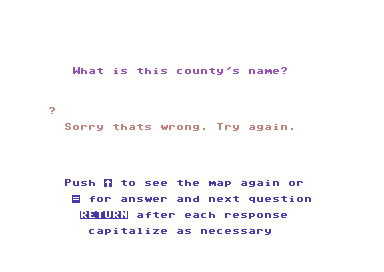 What is this county's name?
?
Sorry thats wrong. Try again.
Push ↑ to see the map again or
= for answer and next question
RETURN after each response
capitalize as necessary